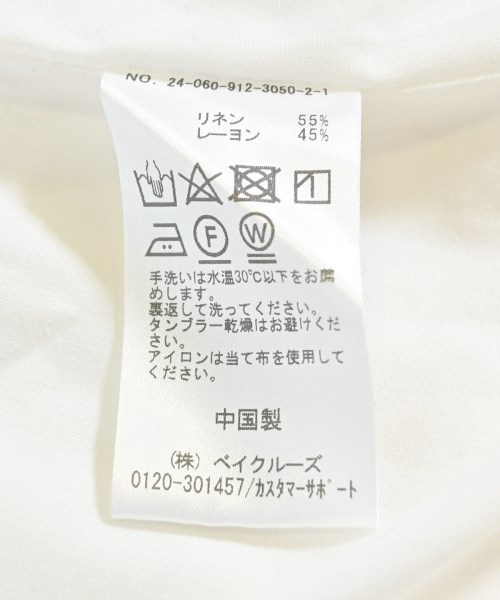 NO. 24-060-912-3050-2-1
リネン 55%
レーヨン 45%
F W
手洗いは水温30℃以下をお薦
めします。
裏返して洗ってください。
タンブラー乾燥はお避けくだ
さい。
アイロンは当て布を使用して
ください。
中国製
(株) ベイクルーズ
0120-301457/カスタマーサポート